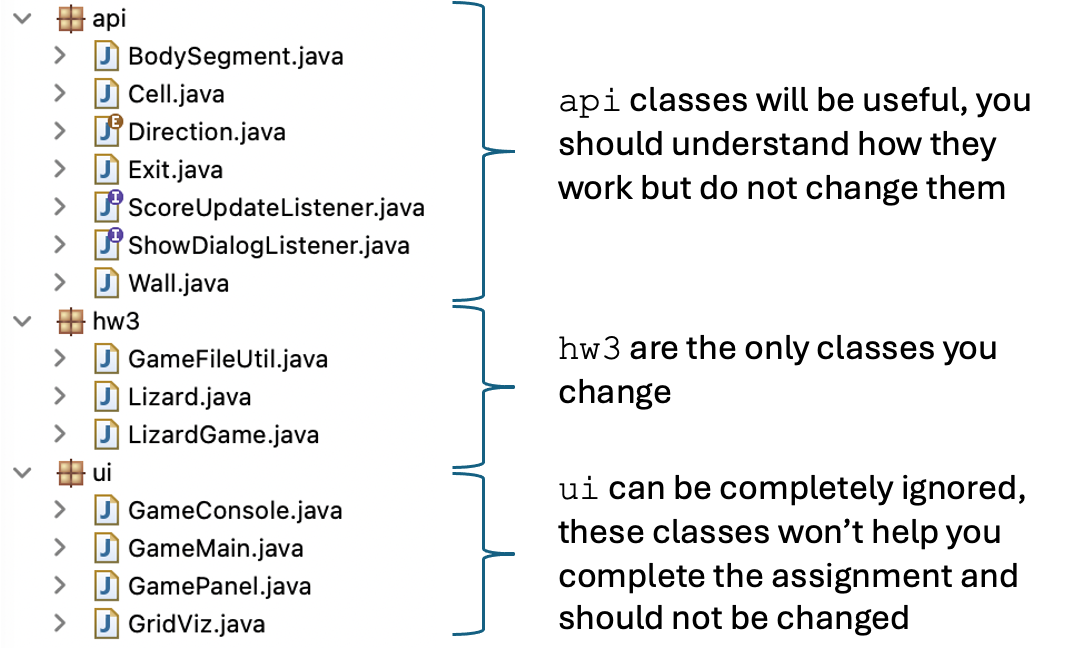 api
BodySegment.java
Cell.java
Direction.java
Exit.java
ScoreUpdateListener.java
ShowDialogListener.java
Wall.java
api classes will be useful, you
should understand how they
work but do not change them
hw3
GameFileUtil.java
Lizard.java
LizardGame.java
hw3 are the only classes you
change
ui
GameConsole.java
GameMain.java
GamePanel.java
GridViz.java
ui can be completely ignored,
these classes won’t help you
complete the assignment and
should not be changed